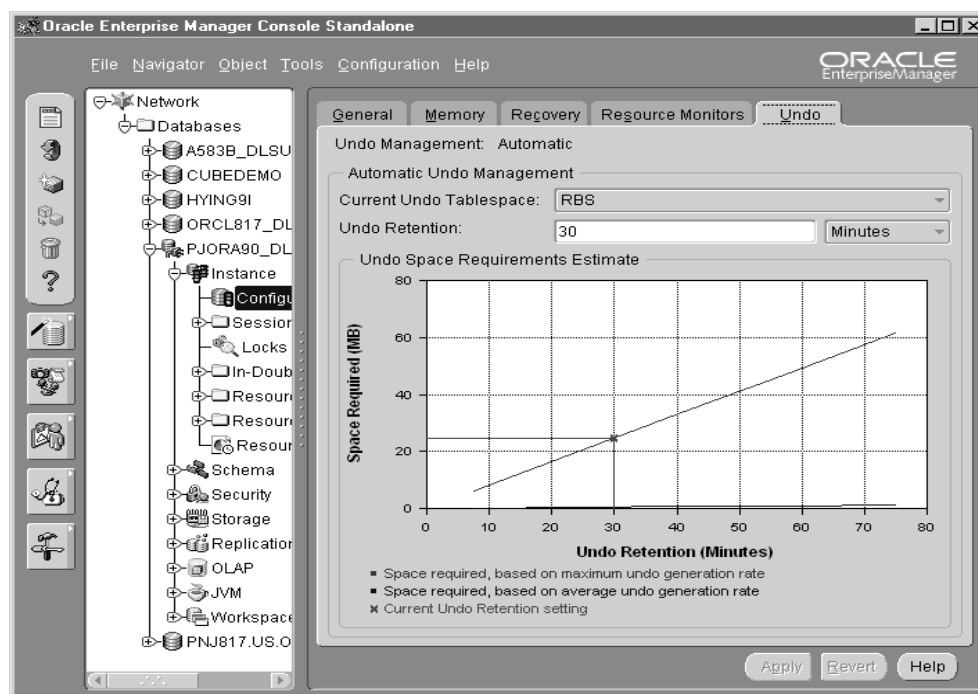 Oracle Enterprise Manager Console Standalone
File Navigator Object Tools Configuration Help
ORACLE
EnterpriseManager
Network
Databases
A583B_DLSU
CUBEDEMO
HYING9I
ORCL817_DL
PJORA90_DL
Instance
Configu
Session
Locks
In-Doub
Resour
Resour
Resour
Schema
Security
Storage
Replication
OLAP
JVM
Workspace
PNJ817.US.O
General Memory Recovery Resource Monitors Undo
Undo Management: Automatic
Automatic Undo Management
Current Undo Tablespace: RBS
Undo Retention: 30 Minutes
Undo Space Requirements Estimate
80
60
40
20
0
Space Required (MB)
0 10 20 30 40 50 60 70 80
Undo Retention (Minutes)
Space required, based on maximum undo generation rate
Space required, based on average undo generation rate
Current Undo Retention setting
Apply Revert Help